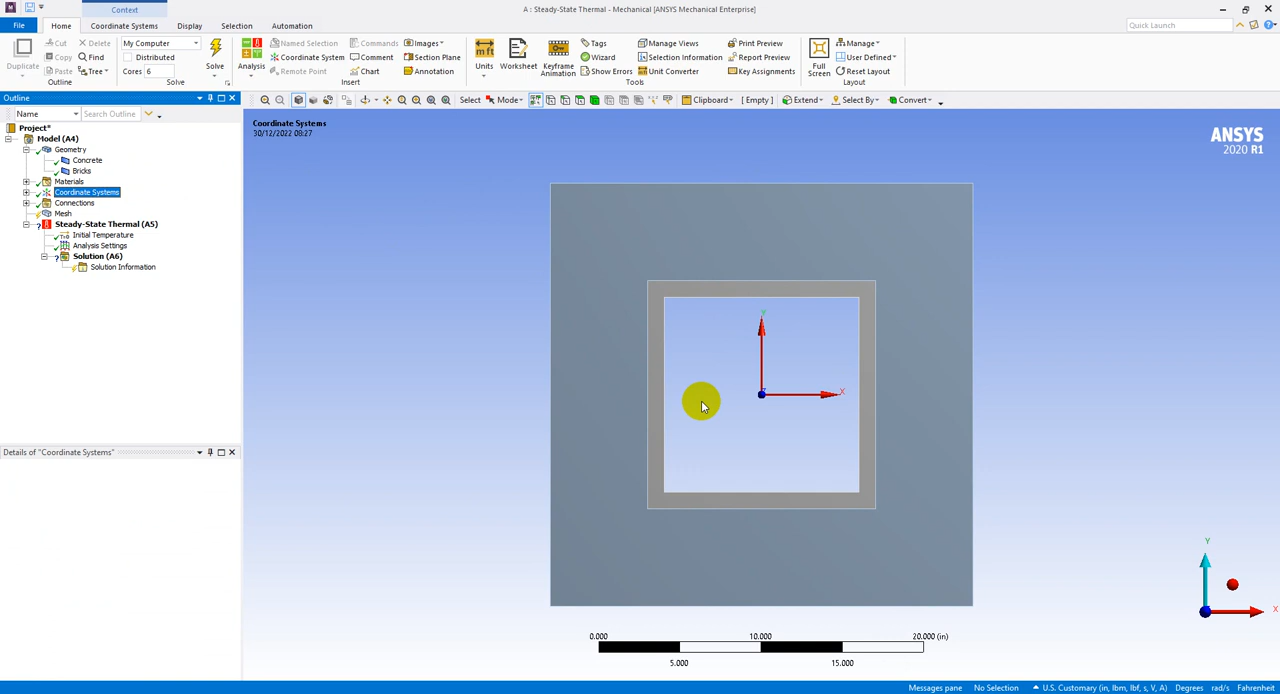 Context
A : Steady-State Thermal - Mechanical [ANSYS Mechanical Enterprise]
File Home Coordinate Systems Display Selection Automation
Quick Launch
Duplicate
Cut
Copy
Paste
Delete
Find
Tree
Outline
My Computer
Distributed
Cores 6
Solve
Solve
Analysis
Named Selection
Coordinate System
Remote Point
Commands
Comment
Chart
Images
Section Plane
Annotation
Insert
Units
Worksheet
Keyframe
Animation
Tags
Wizard
Show Errors
Manage Views
Selection Information
Unit Converter
Print Preview
Report Preview
Key Assignments
Tools
Full
Screen
Manage
User Defined
Reset Layout
Layout
Outline
Select Mode Clipboard [ Empty ] Extend Select By Convert
Name Search Outline
Project*
Model (A4)
Geometry
Concrete
Bricks
Materials
Coordinate Systems
Connections
Mesh
Steady-State Thermal (A5)
Initial Temperature
Analysis Settings
Solution (A6)
Solution Information
Details of "Coordinate Systems"
Coordinate Systems
30/12/2022 08:27
ANSYS
2020 R1
Y
X
Y
X
0.000 10.000 20.000 (in)
5.000 15.000
Messages pane No Selection U.S. Customary (in, lbm, lbf, s, V, A) Degrees rad/s Fahrenheit